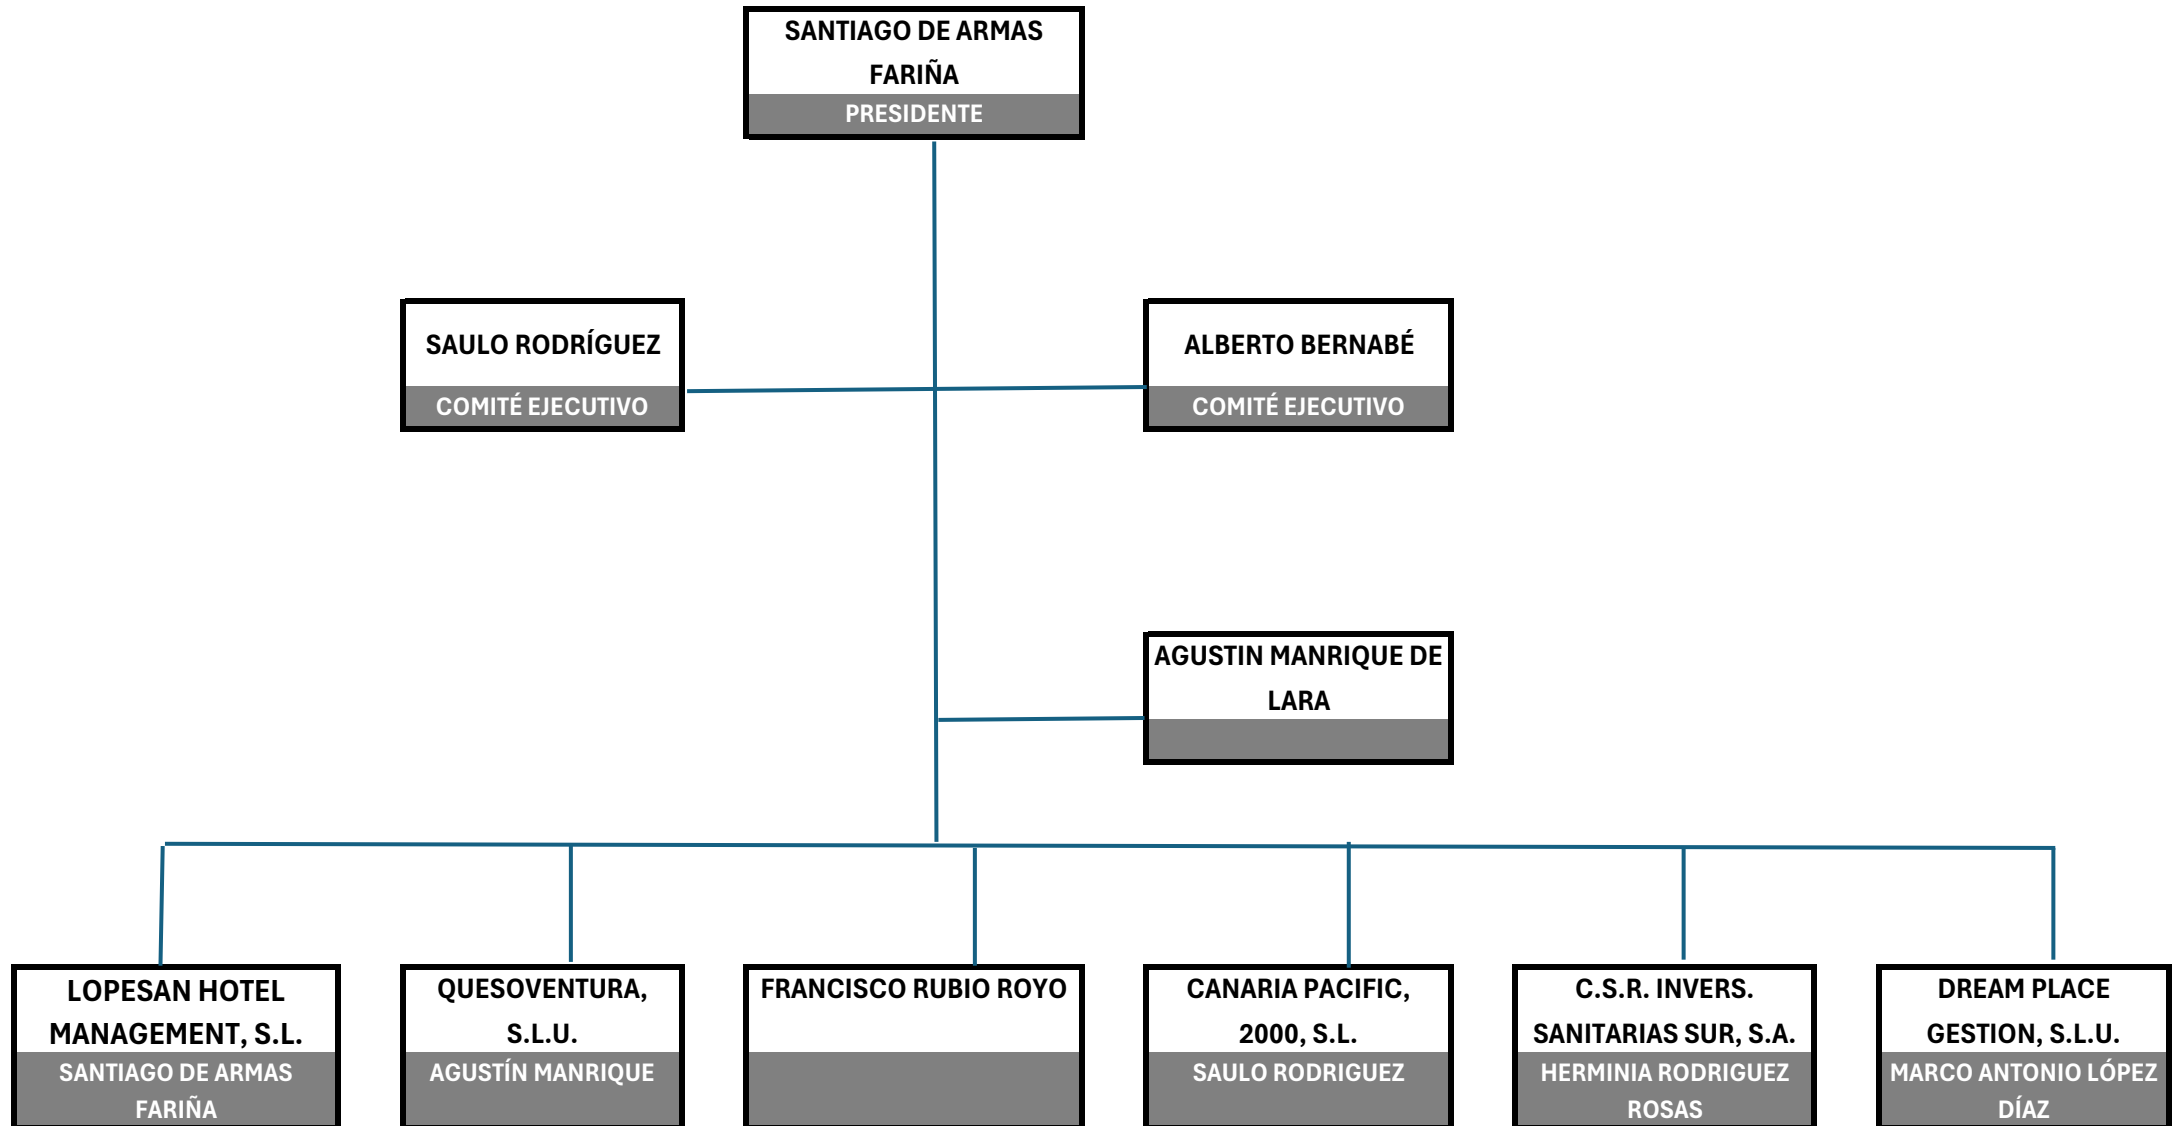 SANTIAGO DE ARMAS
FARIÑA
PRESIDENTE
SAULO RODRÍGUEZ
COMITÉ EJECUTIVO
ALBERTO BERNABÉ
COMITÉ EJECUTIVO
AGUSTIN MANRIQUE DE
LARA
LOPESAN HOTEL
MANAGEMENT, S.L.
SANTIAGO DE ARMAS
FARIÑA
QUESOVENTURA,
S.L.U.
AGUSTÍN MANRIQUE
FRANCISCO RUBIO ROYO
CANARIA PACIFIC,
2000, S.L.
SAULO RODRIGUEZ
C.S.R. INVERS.
SANITARIAS SUR, S.A.
HERMINIA RODRIGUEZ
ROSAS
DREAM PLACE
GESTION, S.L.U.
MARCO ANTONIO LÓPEZ
DÍAZ